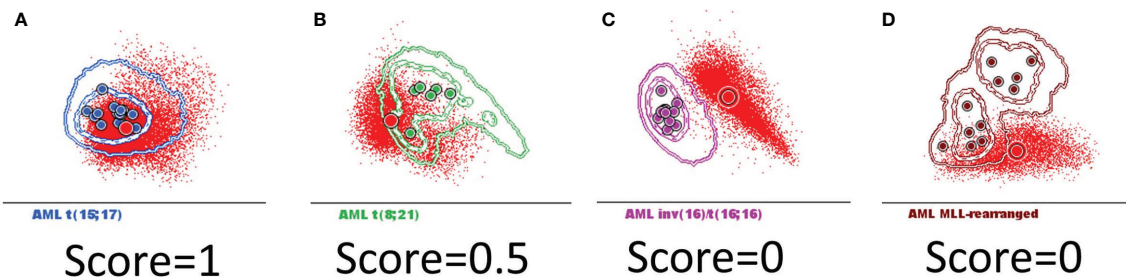 A
B
C
D
AML t(15;17)
AML t(8;21)
AML inv(16)/t(16;16)
AML MLL-rearranged
Score=1
Score=0.5
Score=0
Score=0